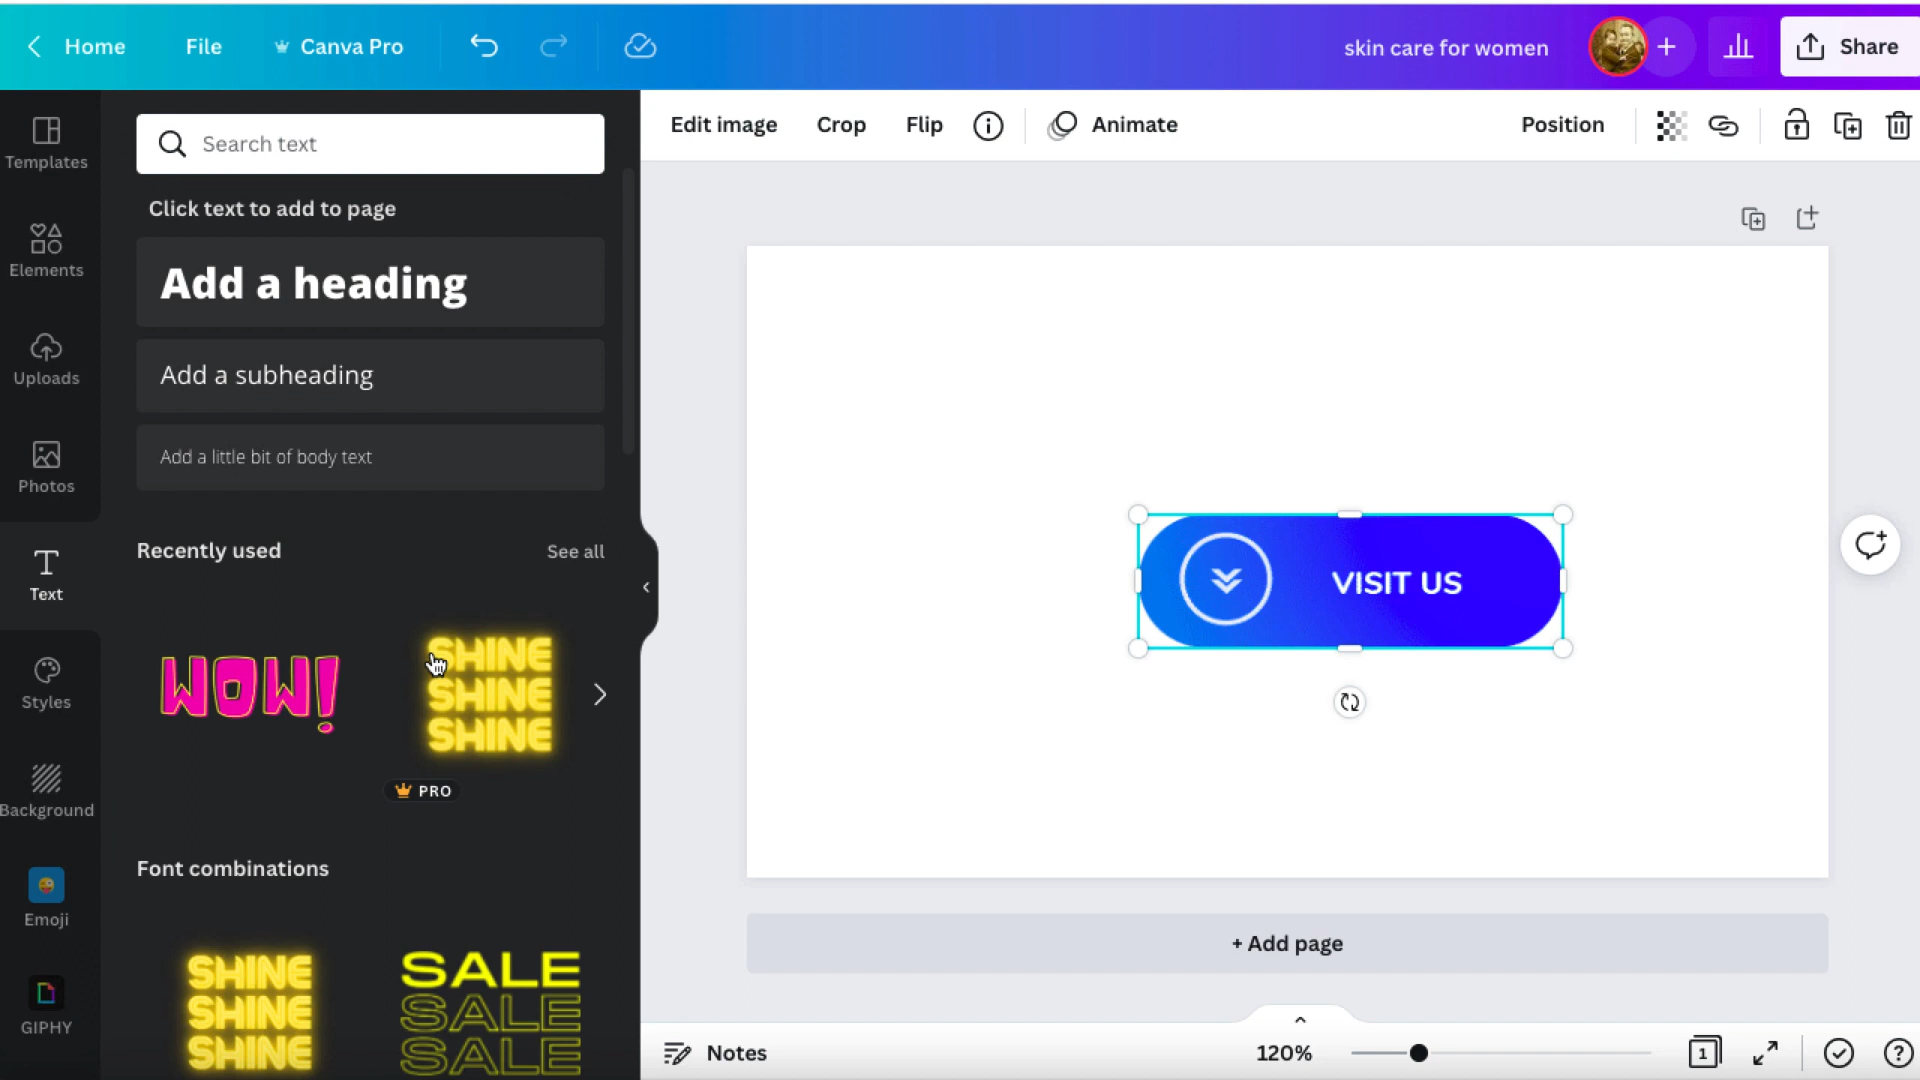 Home
File
Canva Pro
skin care for women
+
Share
Templates
Elements
Uploads
Photos
Text
Styles
Background
Emoji
GIPHY
Search text
Click text to add to page
Add a heading
Add a subheading
Add a little bit of body text
Recently used
See all
WOW!
SHINE
SHINE
SHINE
PRO
Font combinations
SHINE
SHINE
SHINE
SALE
SALE
SALE
Edit image
Crop
Flip
Animate
Position
VISIT US
+ Add page
Notes
120%
1
?